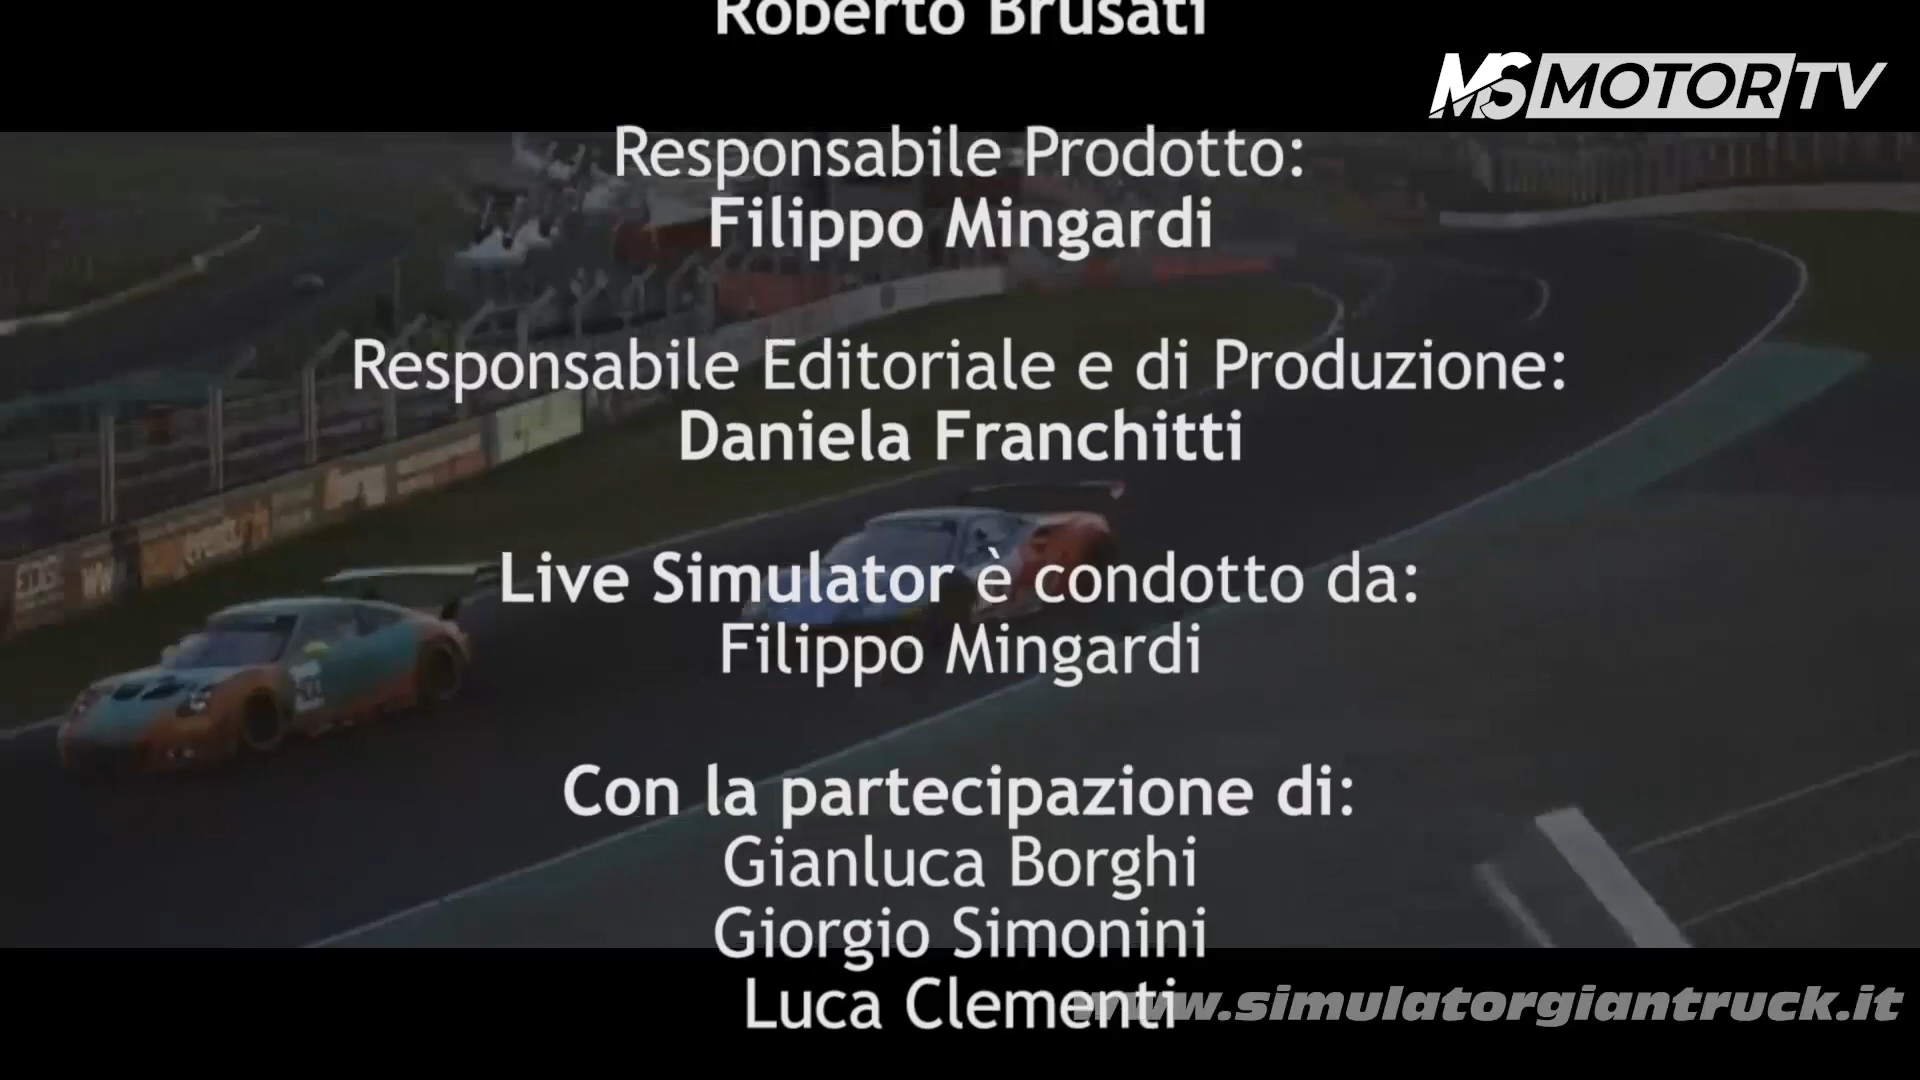 Roberto Brusati
MS MOTOR TV
Responsabile Prodotto:
Filippo Mingardi
Responsabile Editoriale e di Produzione:
Daniela Franchitti
Live Simulator è condotto da:
Filippo Mingardi
Con la partecipazione di:
Gianluca Borghi
Giorgio Simonini
Luca Clementi
www.simulatorgiantruck.it